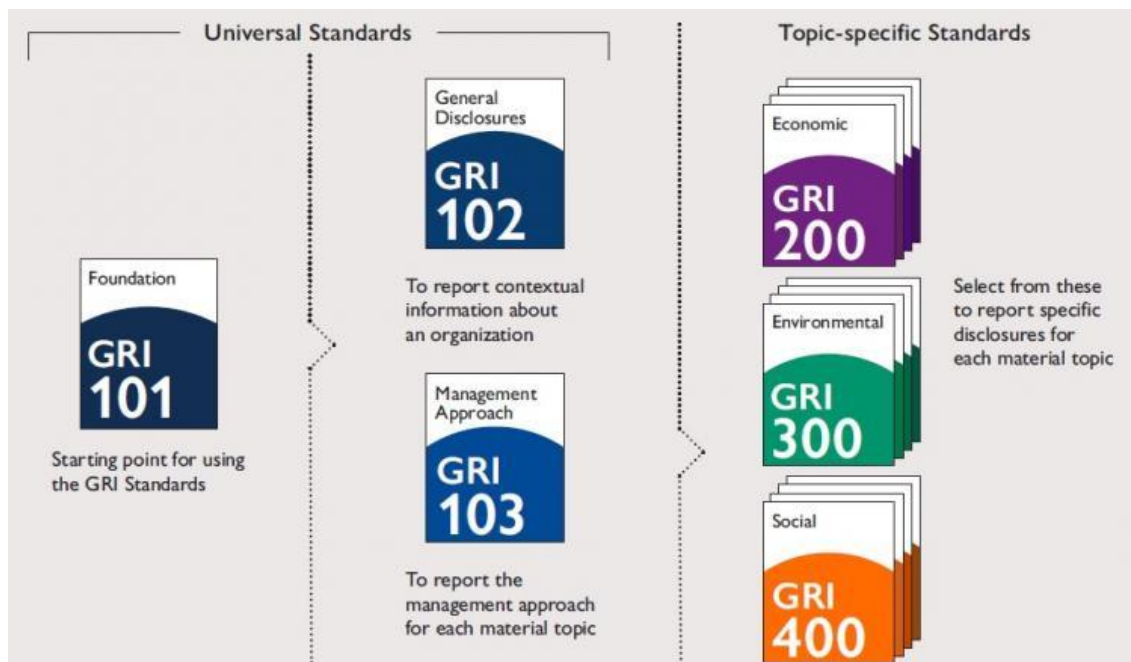 Universal Standards
Topic-specific Standards
Foundation
GRI
101
Starting point for using
the GRI Standards
General
Disclosures
GRI
102
To report contextual
information about
an organization
Management
Approach
GRI
103
To report the
management approach
for each material topic
Economic
GRI
200
Environmental
GRI
300
Social
GRI
400
Select from these
to report specific
disclosures for
each material topic